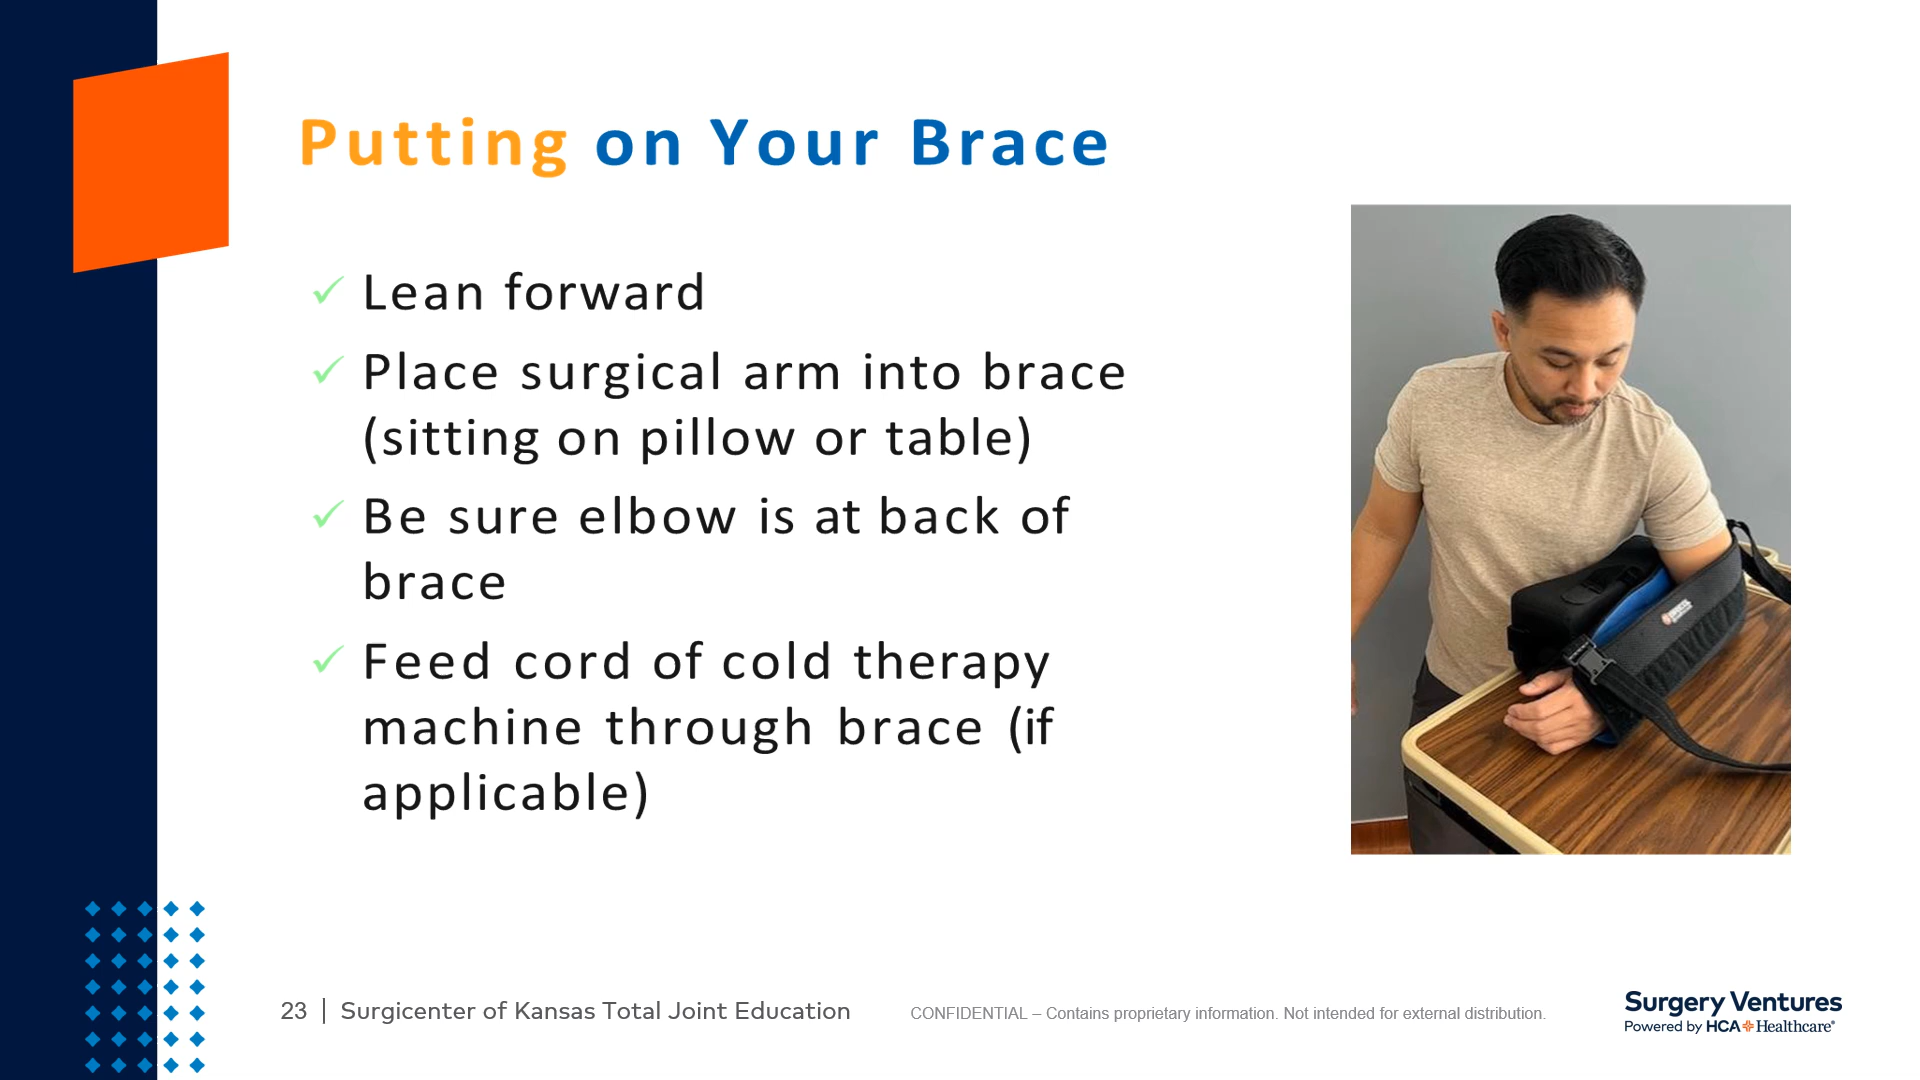 Putting on Your Brace
✓ Lean forward
✓ Place surgical arm into brace
(sitting on pillow or table)
✓ Be sure elbow is at back of
brace
✓ Feed cord of cold therapy
machine through brace (if
applicable)
23 | Surgicenter of Kansas Total Joint Education
CONFIDENTIAL – Contains proprietary information. Not intended for external distribution.
Surgery Ventures
Powered by HCA Healthcare®